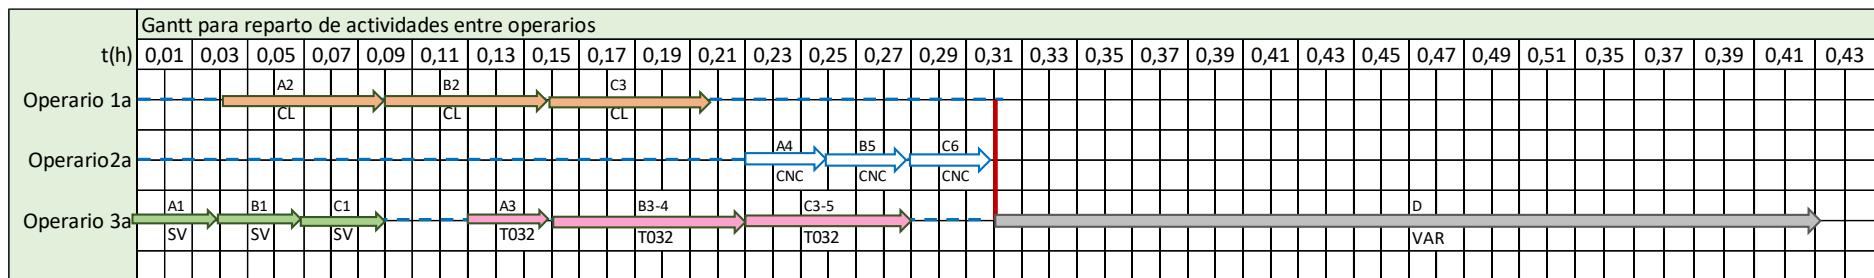 Gantt para reparto de actividades entre operarios
t(h) 0,01 0,03 0,05 0,07 0,09 0,11 0,13 0,15 0,17 0,19 0,21 0,23 0,25 0,27 0,29 0,31 0,33 0,35 0,37 0,39 0,41 0,43 0,45 0,47 0,49 0,51 0,35 0,37 0,39 0,41 0,43
A2 B2 C3
Operario 1a
CL CL CL
A4 B5 C6
Operario2a
CNC CNC CNC
A1 B1 C1 A3 B3-4 C3-5 D
Operario 3a
SV SV SV T032 T032 T032 VAR